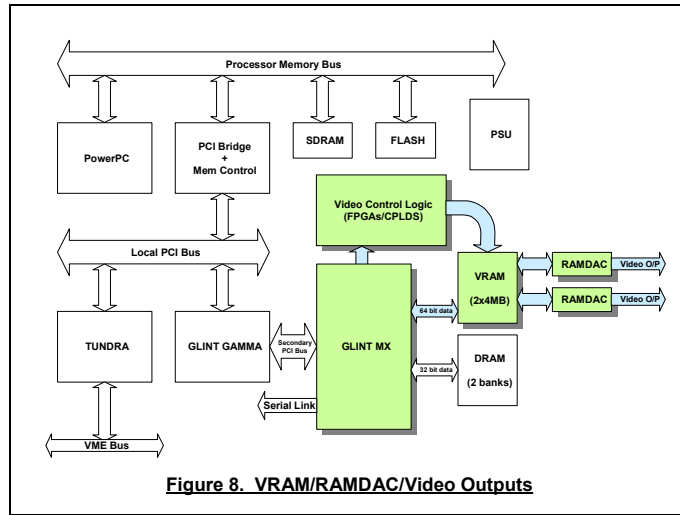 Processor Memory Bus
PowerPC
PCI Bridge
+
Mem Control
SDRAM
FLASH
PSU
Video Control Logic
(FPGAs/CPLDS)
Local PCI Bus
VRAM
(2x4MB)
RAMDAC
Video O/P
RAMDAC
Video O/P
TUNDRA
GLINT GAMMA
Secondary
PCI Bus
GLINT MX
64 bit data
32 bit data
DRAM
(2 banks)
Serial Link
VME Bus
Figure 8. VRAM/RAMDAC/Video Outputs